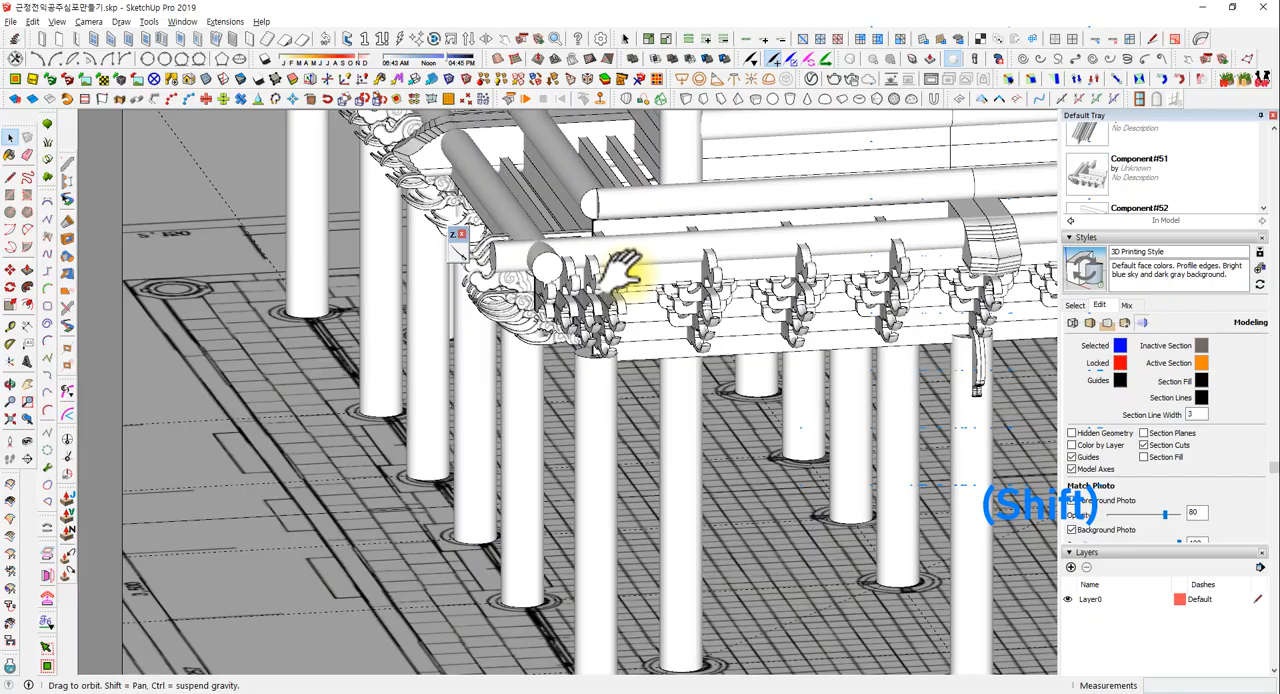 근정전익공주심포만들기.skp - SketchUp Pro 2019
File Edit View Camera Draw Tools Window Extensions Help
J F M A M J J A S O N D 06:43 AM Noon 04:45 PM
Default Tray
No Description
Component#51
by Unknown
No Description
Component#52
In Model
Styles
3D Printing Style
Default face colors. Profile edges. Bright
blue sky and dark gray background.
Select Edit Mix
Modeling
Selected Inactive Section
Locked Active Section
Guides Section Fill
Section Lines
Section Line Width 3
Hidden Geometry Section Planes
Color by Layer Section Cuts
Guides Section Fill
Model Axes
Match Photo
Foreground Photo
(Shift)
Opacity 80
Background Photo
Layers
Name Dashes
Layer0 Default
Z.
Drag to orbit. Shift = Pan, Ctrl = suspend gravity.
Measurements